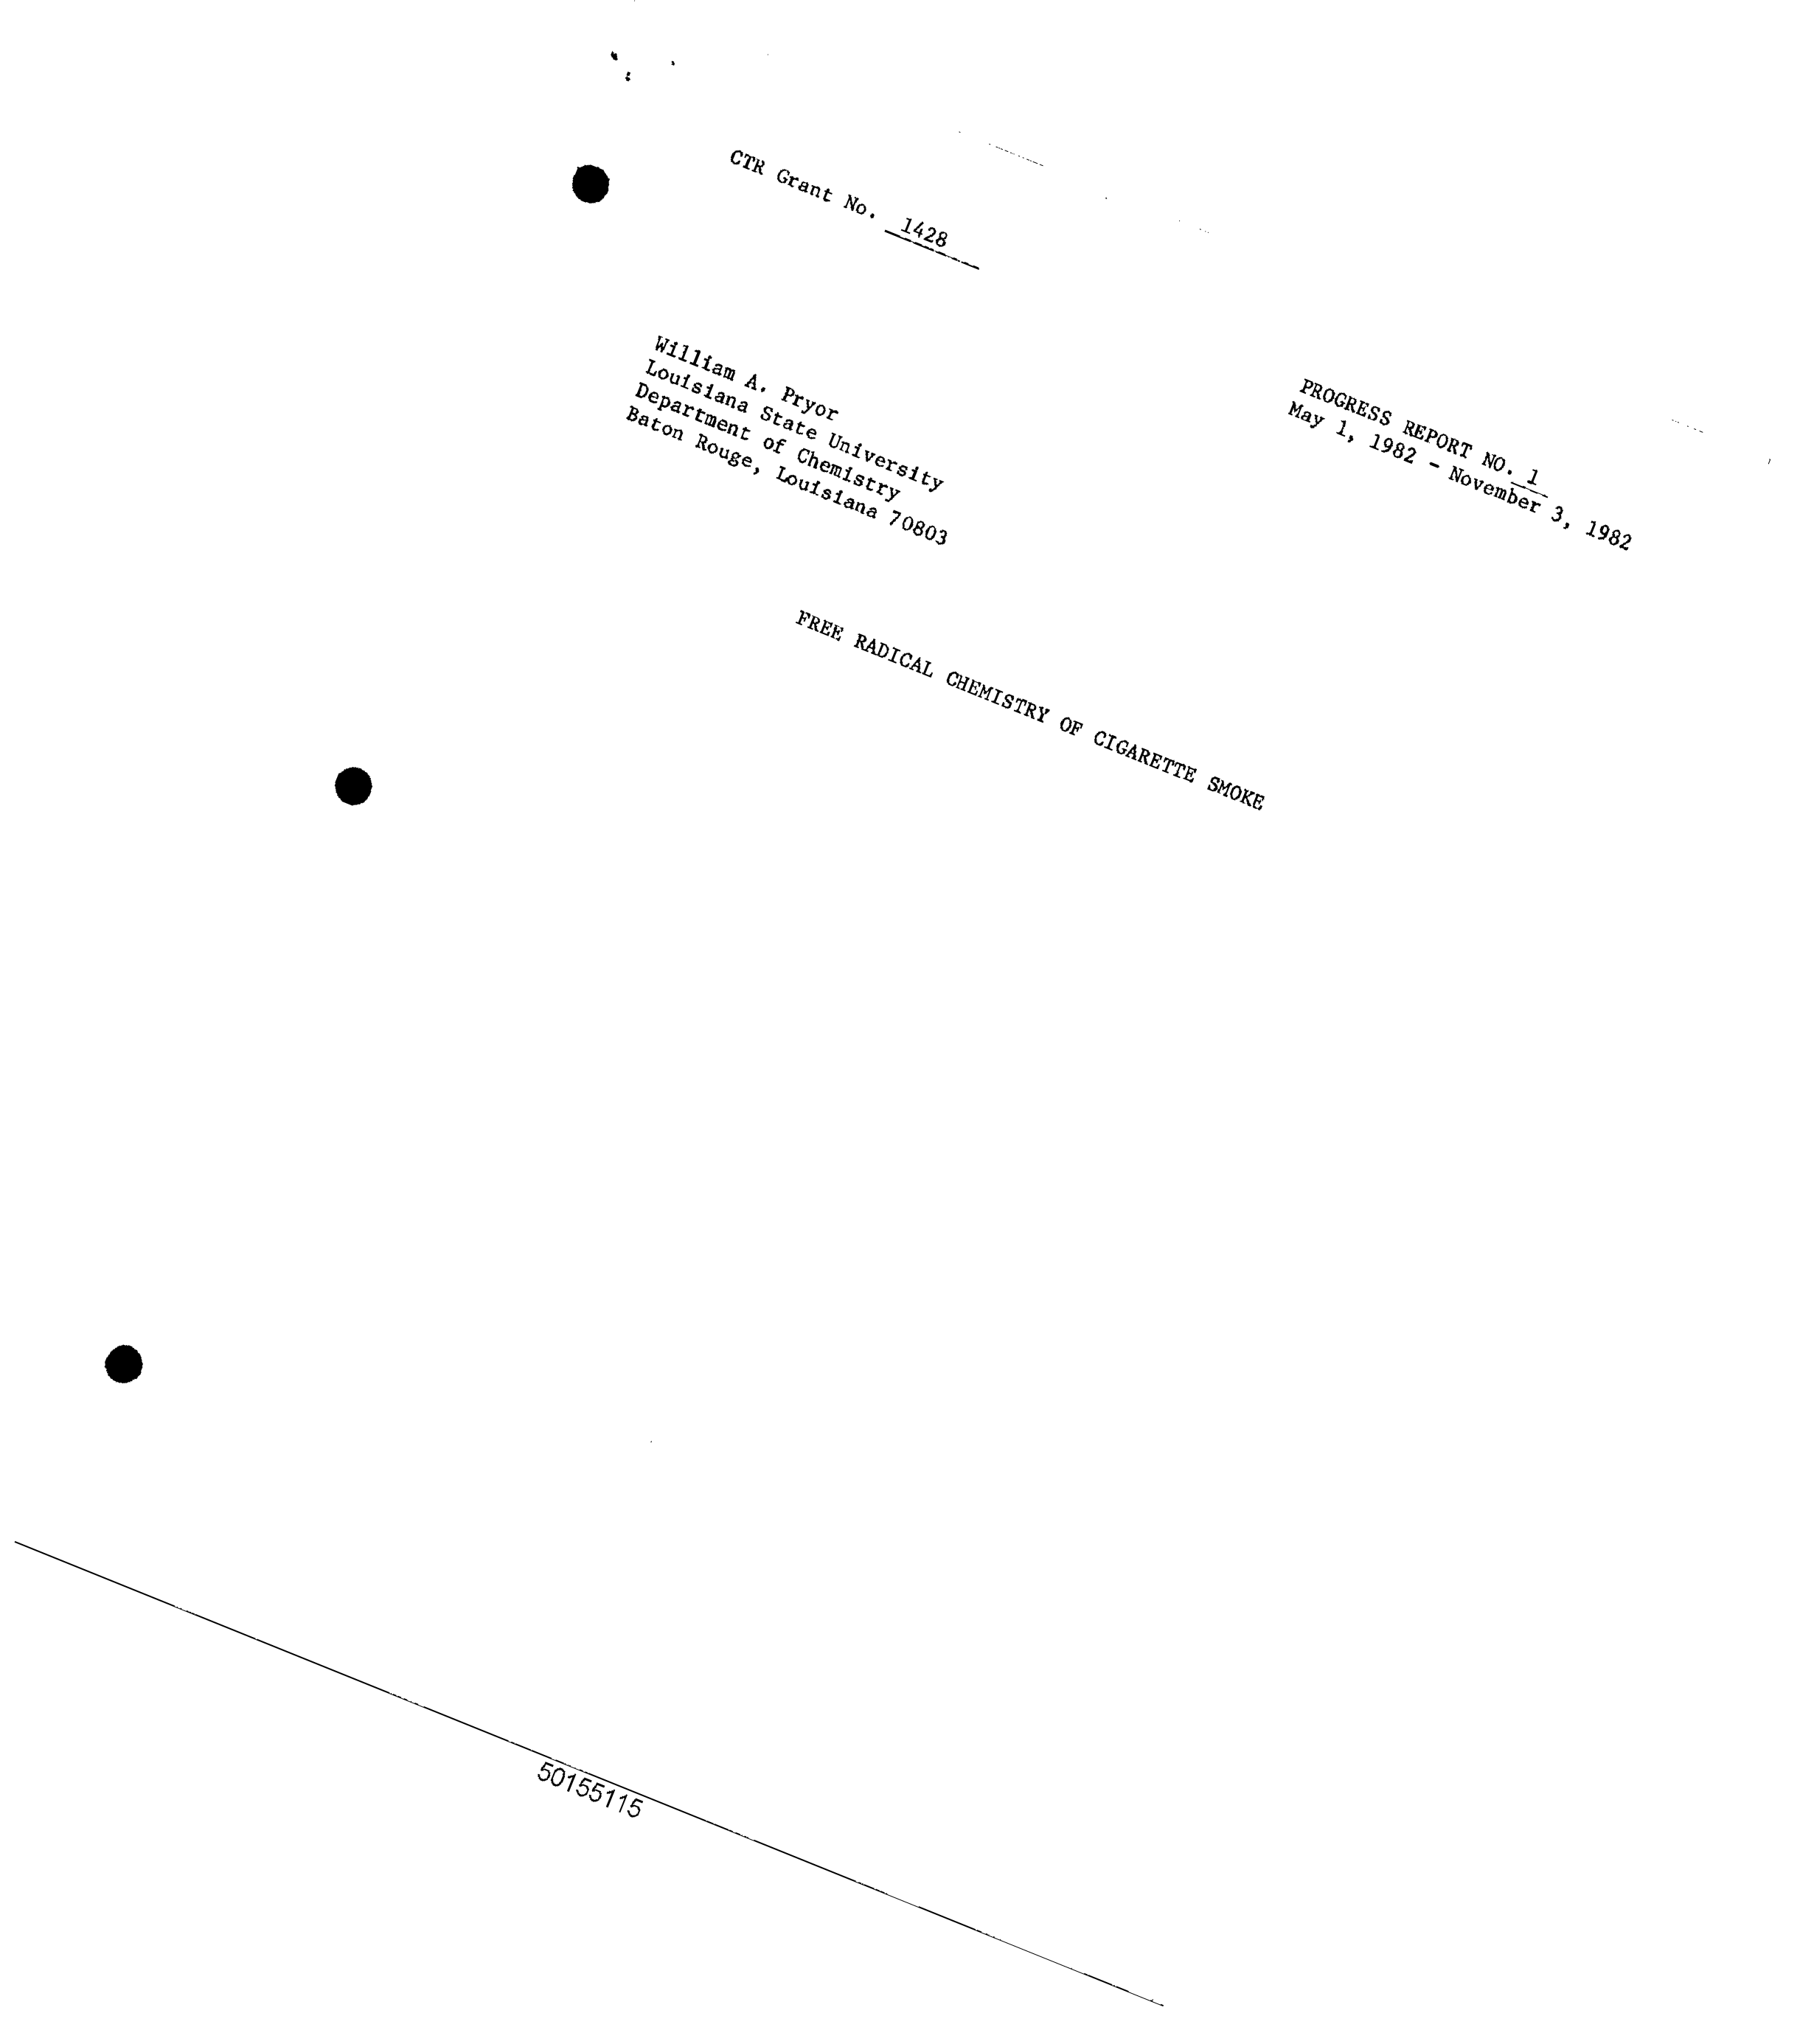 CTR Grant No. 1428
William A. Pryor
Louisiana State University
Department of Chemistry
Baton Rouge, Louisiana 70803
PROGRESS REPORT NO. 1
May 1, 1982 - November 3, 1982
FREE RADICAL CHEMISTRY OF CIGARETTE SMOKE
50155115